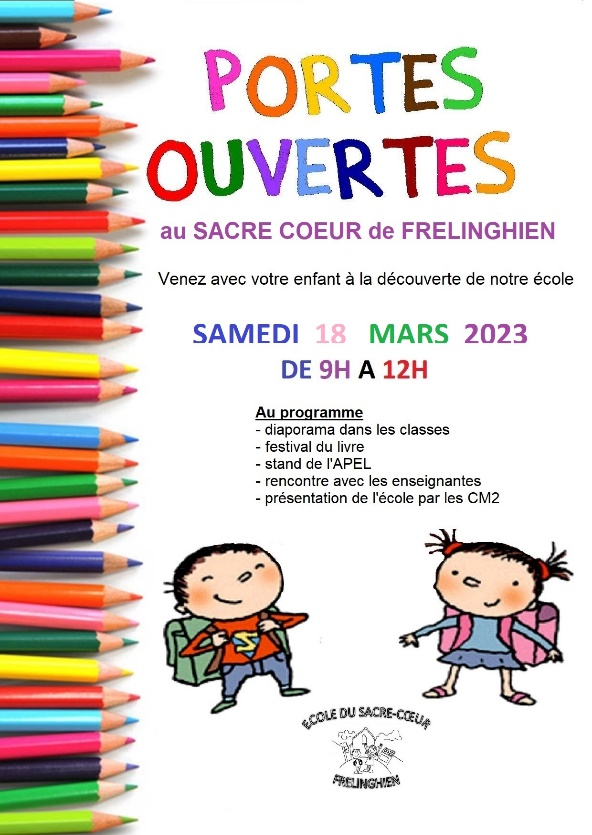 PORTES
OUVERTES
au SACRE COEUR de FRELINGHIEN
Venez avec votre enfant à la découverte de notre école
SAMEDI 18 MARS 2023
DE 9H A 12H
Au programme
- diaporama dans les classes
- festival du livre
- stand de l'APEL
- rencontre avec les enseignantes
- présentation de l'école par les CM2
S
ECOLE DU SACRE-CŒUR
FRELINGHIEN